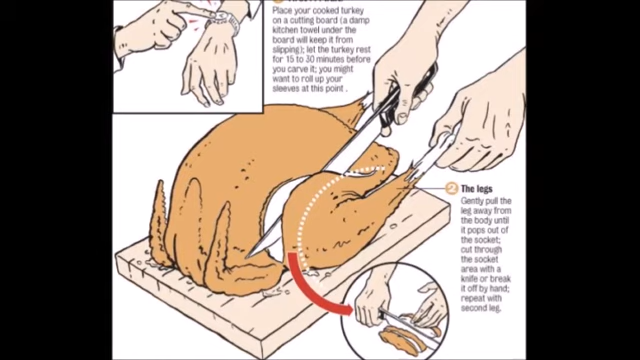 Place your cooked turkey
on a cutting board (a damp
kitchen towel under the
board will keep it from
slipping); let the turkey rest
for 15 to 30 minutes before
you carve it; you might
want to roll up your
sleeves at this point .
2 The legs
Gently pull the
leg away from
the body until
it pops out of
the socket;
cut through
the socket
area with a
knife or break
it off by hand;
repeat with
second leg.